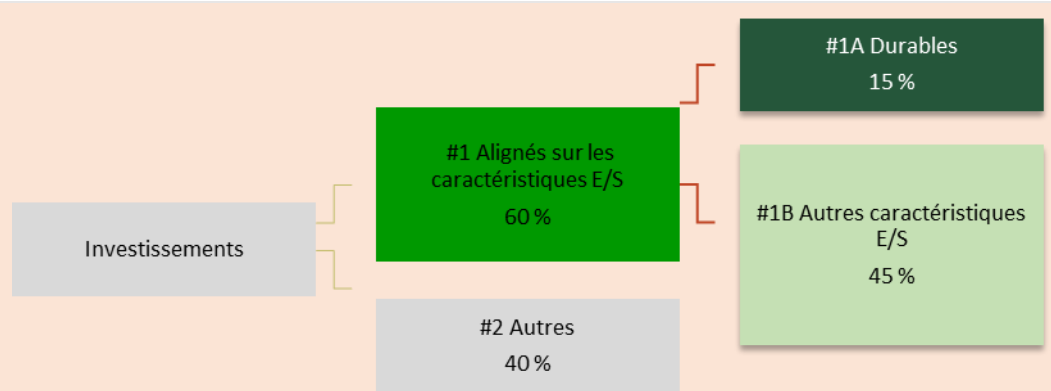 #1A Durables
15 %
#1 Alignés sur les
caractéristiques E/S
60 %
#1B Autres caractéristiques
E/S
45 %
Investissements
#2 Autres
40 %